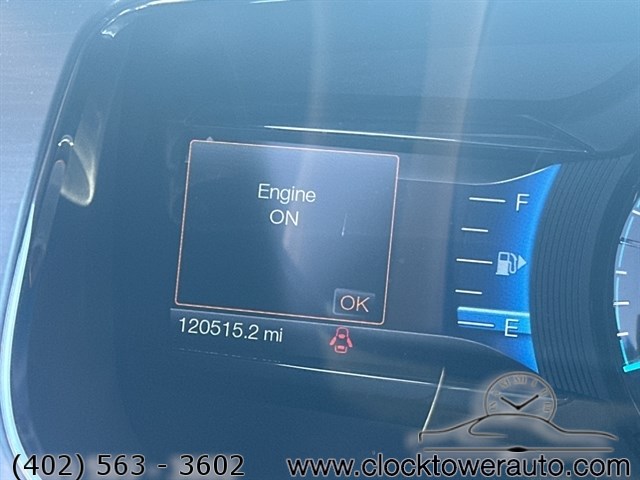 Engine
ON
F
OK
E
120515.2 mi
(402) 563 - 3602
www.clocktowerauto.com